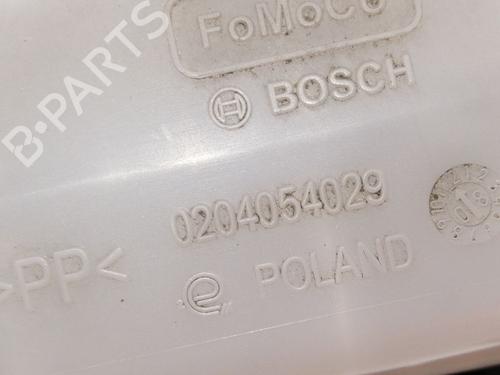 FoMoCo
BOSCH
0204054029
>PP<
POLAND
B-PARTS